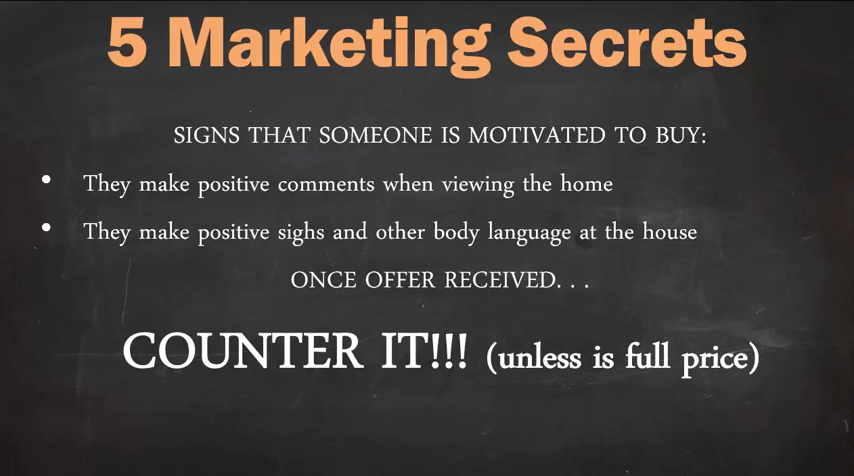 5 Marketing Secrets
SIGNS THAT SOMEONE IS MOTIVATED TO BUY:
• They make positive comments when viewing the home
• They make positive sighs and other body language at the house
ONCE OFFER RECEIVED. . .
COUNTER IT!!! (unless is full price)